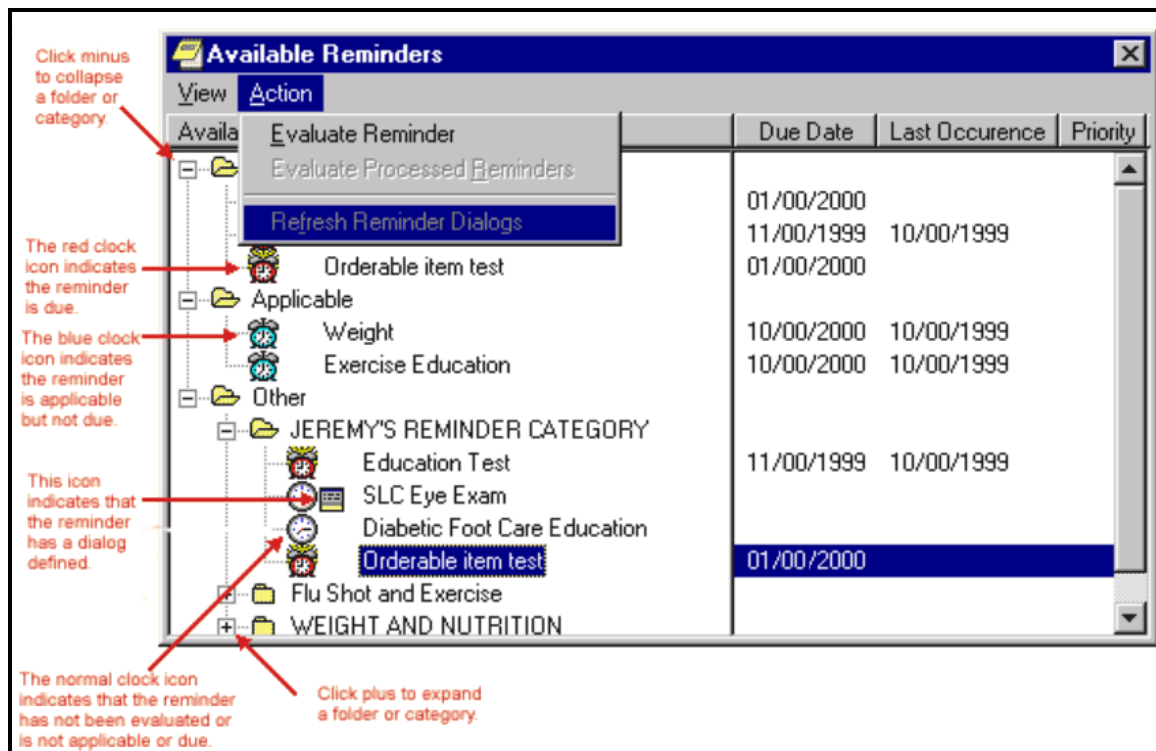 Click minus
to collapse
a folder or
category.
The red clock
icon indicates
the reminder
is due.
The blue clock
icon indicates
the reminder
is applicable
but not due.
This icon
indicates that
the reminder
has a dialog
defined.
The normal clock icon
indicates that the reminder
has not been evaluated or
is not applicable or due.
Click plus to expand
a folder or category.
Available Reminders
View Action
Availa Due Date Last Occurence Priority
Evaluate Reminder
Evaluate Processed Reminders
Refresh Reminder Dialogs
01/00/2000
11/00/1999 10/00/1999
Orderable item test 01/00/2000
Applicable
Weight 10/00/2000 10/00/1999
Exercise Education 10/00/2000 10/00/1999
Other
JEREMY'S REMINDER CATEGORY
Education Test 11/00/1999 10/00/1999
SLC Eye Exam
Diabetic Foot Care Education
Orderable item test 01/00/2000
Flu Shot and Exercise
WEIGHT AND NUTRITION